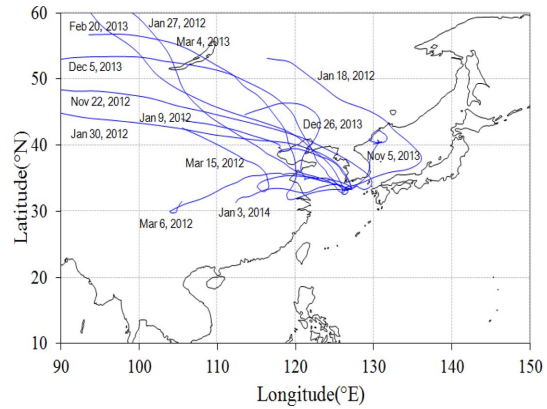 60
50
40
30
20
10
90
100
110
120
130
140
150
Latitude(°N)
Longitude(°E)
Feb 20, 2013
Jan 27, 2012
Mar 4, 2013
Dec 5, 2013
Jan 18, 2012
Nov 22, 2012
Jan 9, 2012
Dec 26, 2013
Jan 30, 2012
Mar 15, 2012
Nov 5, 2013
Mar 6, 2012
Jan 3, 2014